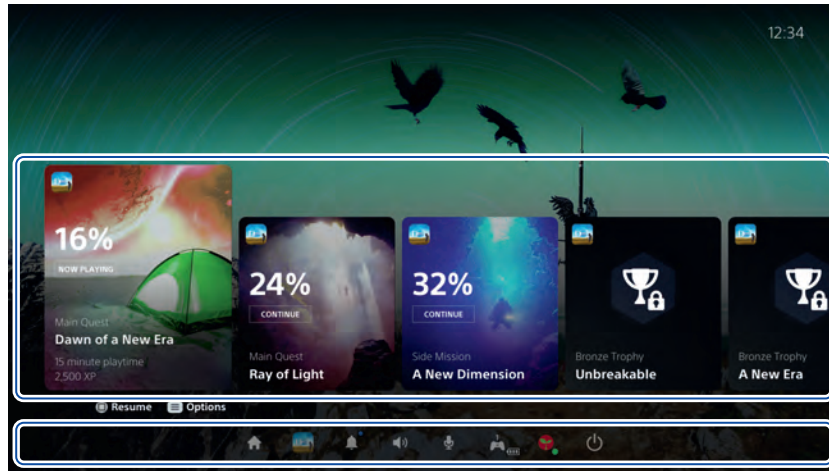 12:34
16%
NOW PLAYING
Main Quest
Dawn of a New Era
15 minute playtime
2,500 XP
24%
CONTINUE
Main Quest
Ray of Light
32%
CONTINUE
Side Mission
A New Dimension
Bronze Trophy
Unbreakable
Bronze Trophy
A New Era
Resume
Options
1